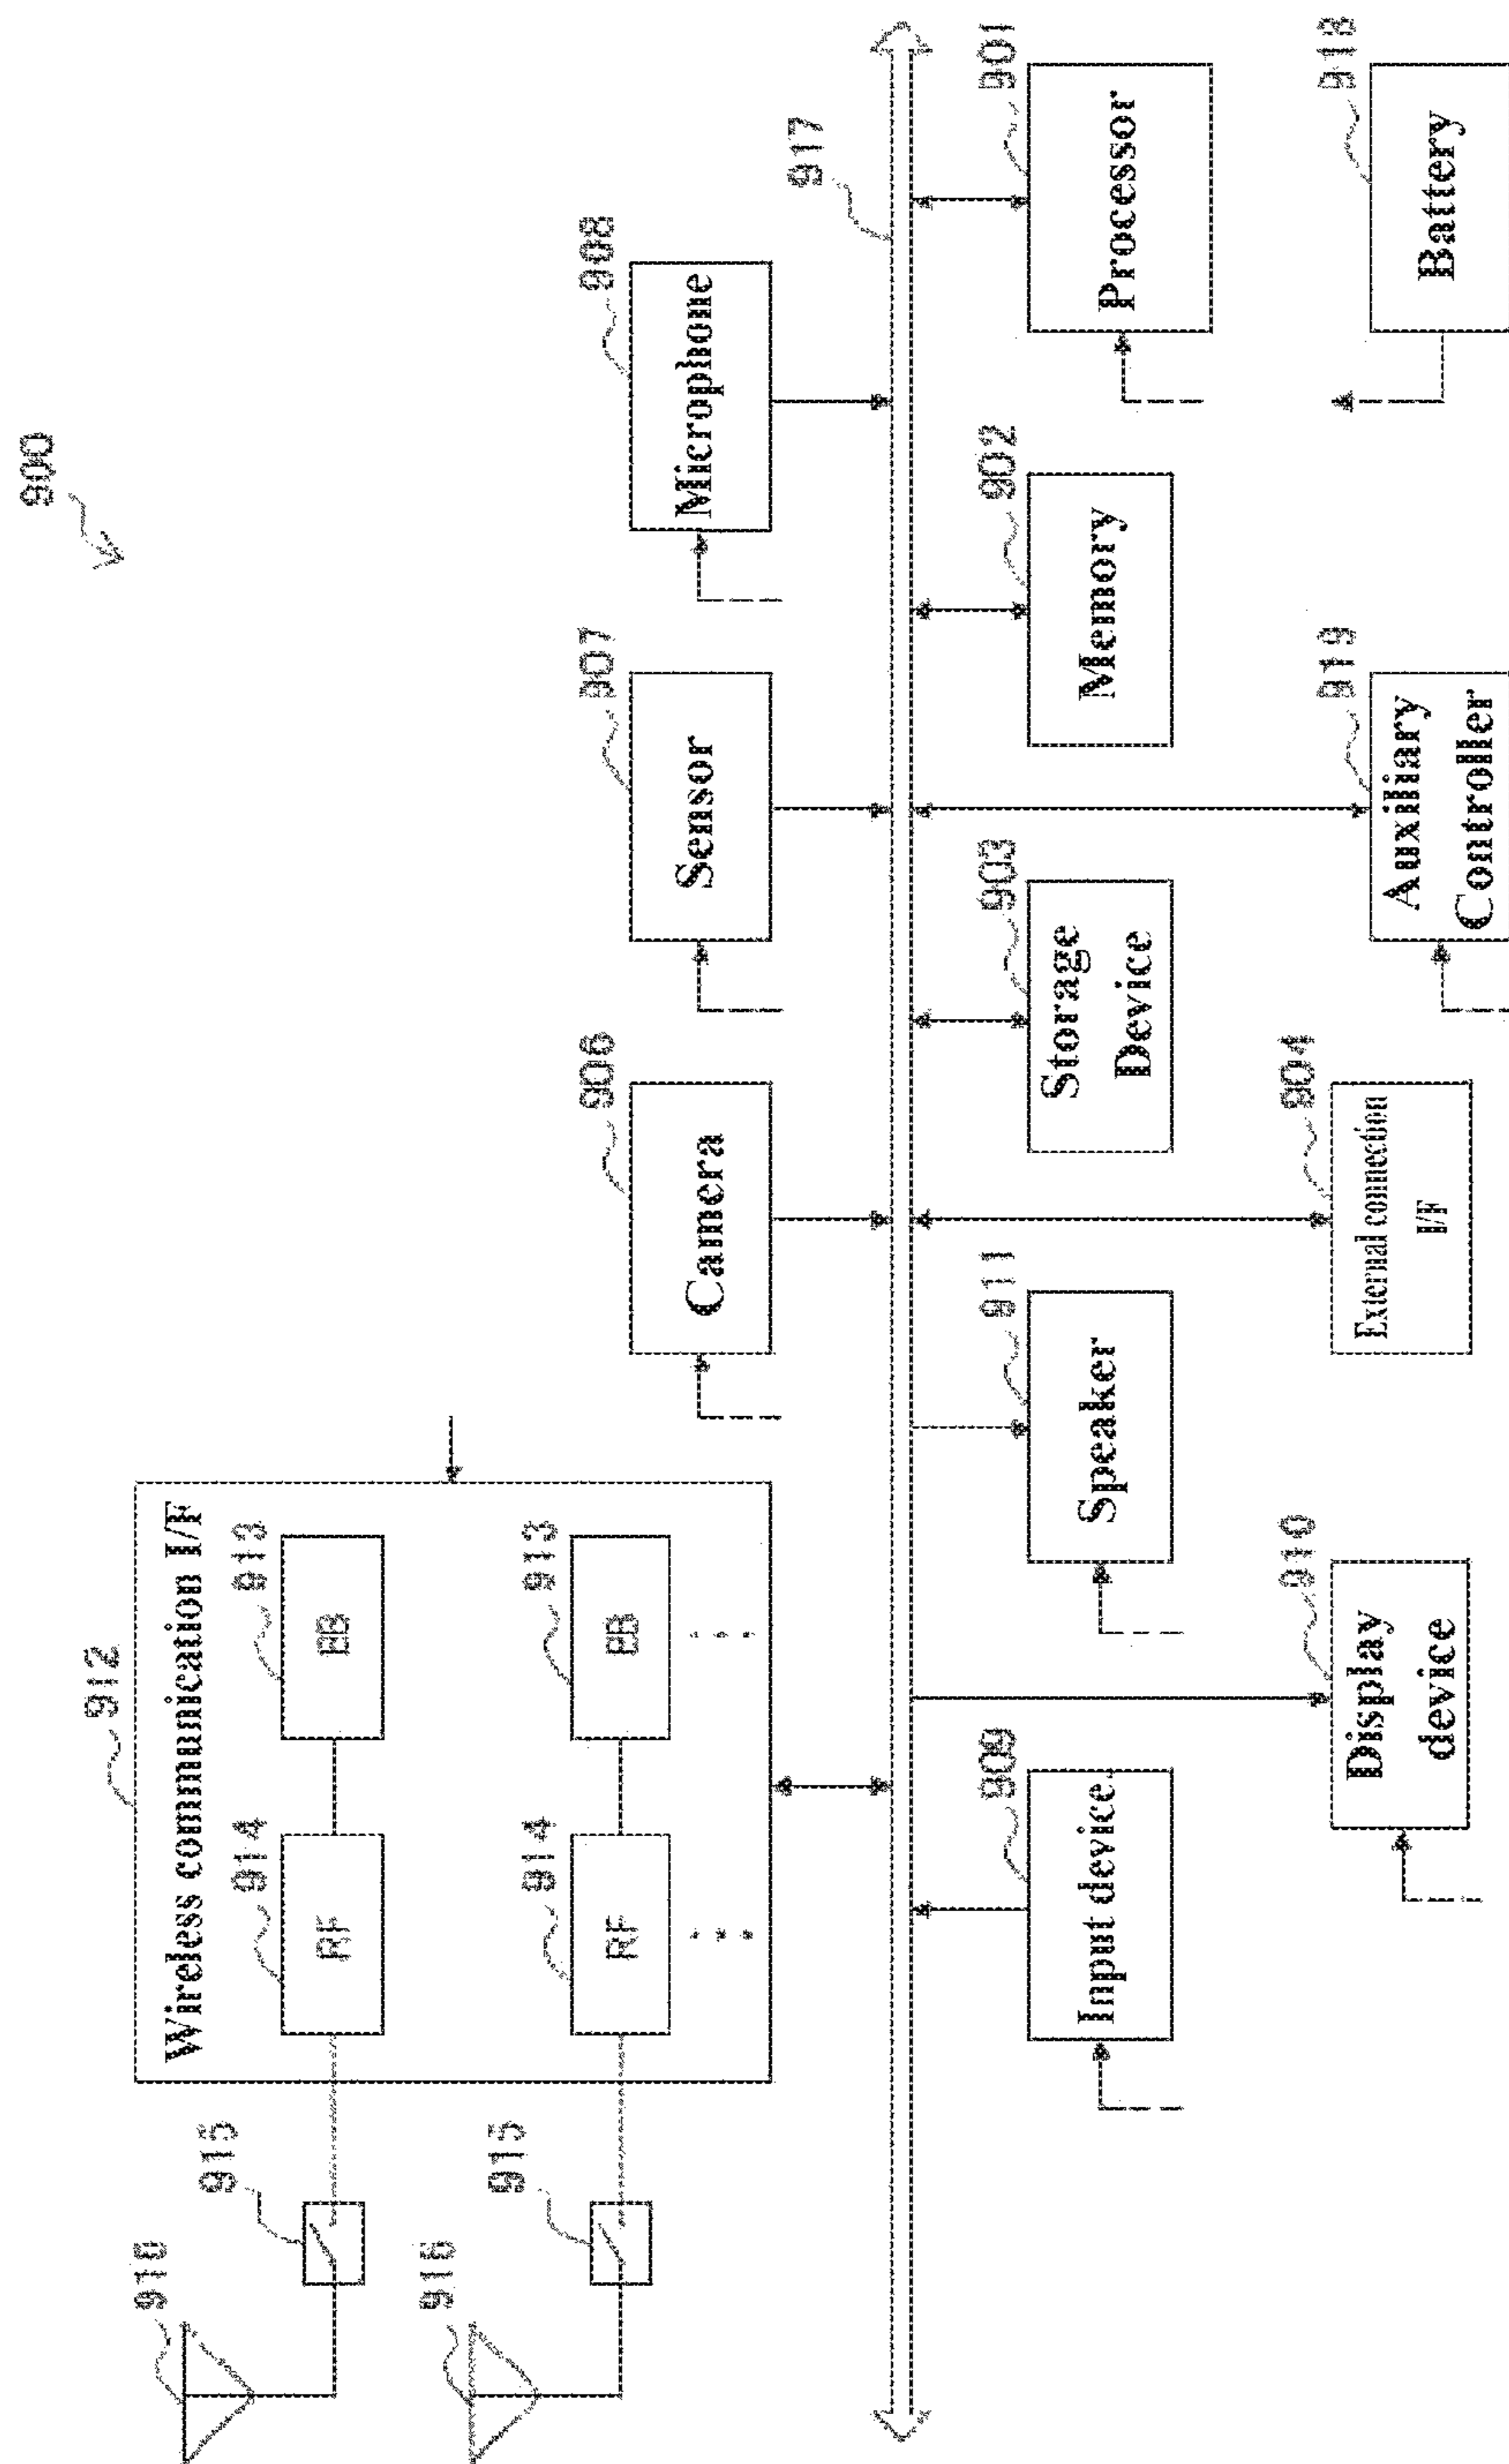 900
912
Wireless communication I/F
916
915
914
RF
913
BB
916
915
914
RF
913
BB
906
Camera
907
Sensor
908
Microphone
917
909
Input device
911
Speaker
903
Storage
Device
902
Memory
901
Processor
910
Display
device
904
External connection
I/F
919
Auxiliary
Controller
918
Battery